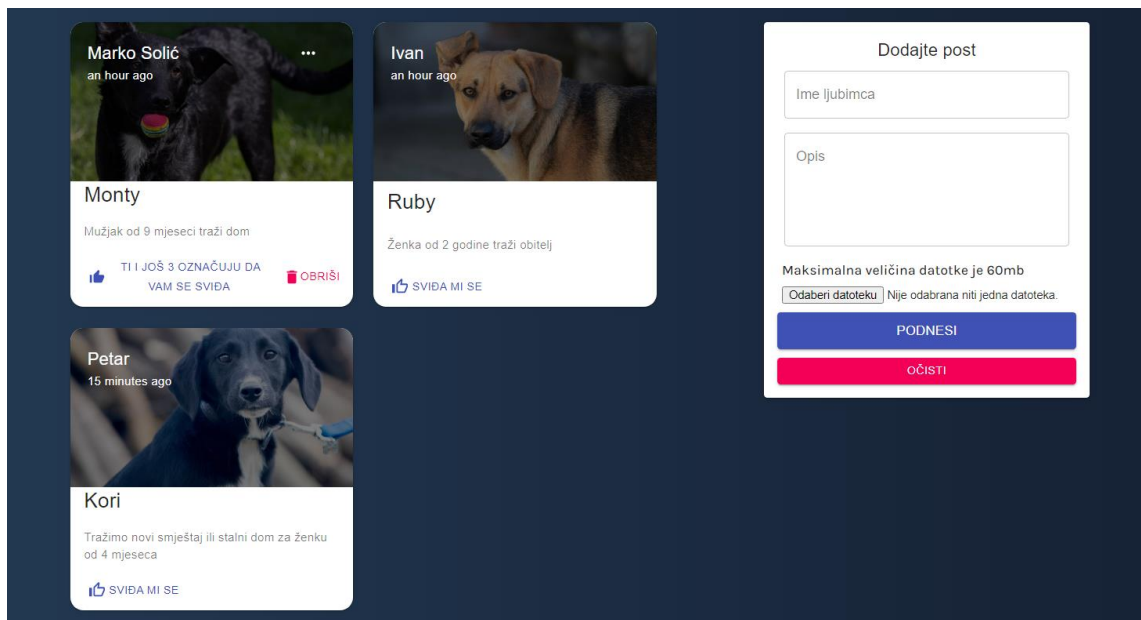 Marko Solić
an hour ago
Monty
Mužjak od 9 mjeseci traži dom
TI I JOŠ 3 OZNAČUJU DA
VAM SE SVIĐA
OBRIŠI
Ivan
an hour ago
Ruby
Ženka od 2 godine traži obitelj
SVIĐA MI SE
Petar
15 minutes ago
Kori
Tražimo novi smještaj ili stalni dom za ženku
od 4 mjeseca
SVIĐA MI SE
Dodajte post
Ime ljubimca
Opis
Maksimalna veličina datotke je 60mb
Odaberi datoteku Nije odabrana niti jedna datoteka.
PODNESI
OČISTI